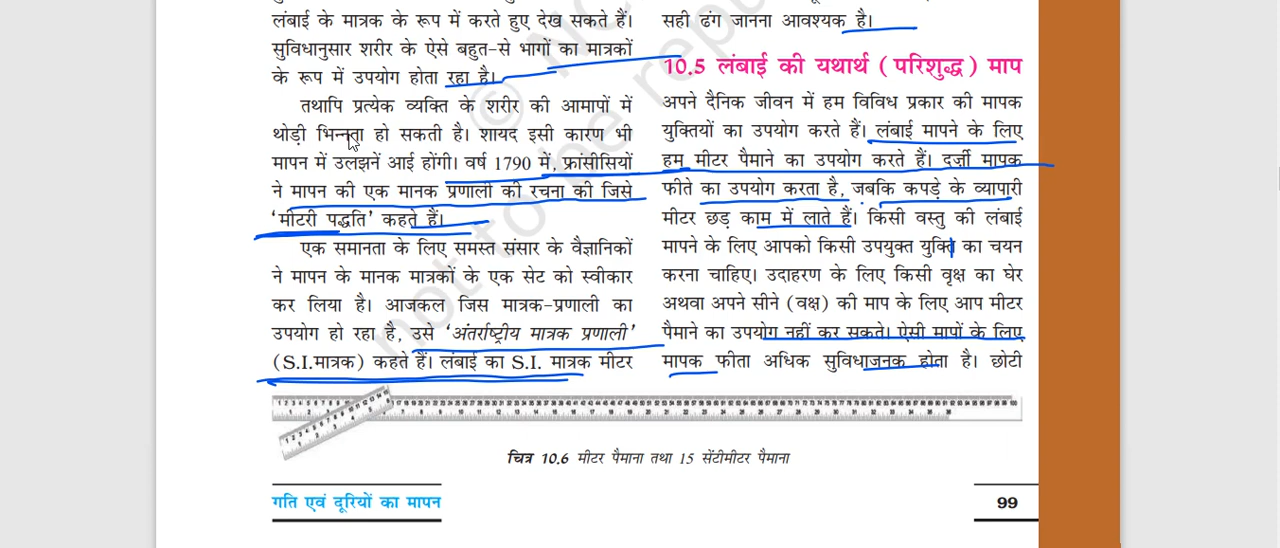 लंबाई के मात्रक के रूप में करते हुए देख सकते हैं।
सुविधानुसार शरीर के ऐसे बहुत-से भागों का मात्रकों
के रूप में उपयोग होता रहा है।
तथापि प्रत्येक व्यक्ति के शरीर की आमापों में
थोड़ी भिन्नता हो सकती है। शायद इसी कारण भी
मापन में उलझनें आई होंगी। वर्ष 1790 में, फ्रांसीसियों
ने मापन की एक मानक प्रणाली की रचना की जिसे
‘मीटरी पद्धति’ कहते हैं।
एक समानता के लिए समस्त संसार के वैज्ञानिकों
ने मापन के मानक मात्रकों के एक सेट को स्वीकार
कर लिया है। आजकल जिस मात्रक-प्रणाली का
उपयोग हो रहा है, उसे ‘अंतर्राष्ट्रीय मात्रक प्रणाली’
(S.I.मात्रक) कहते हैं। लंबाई का S.I. मात्रक मीटर
सही ढंग जानना आवश्यक है।
10.5 लंबाई की यथार्थ (परिशुद्ध) माप
अपने दैनिक जीवन में हम विविध प्रकार की मापक
युक्तियों का उपयोग करते हैं। लंबाई मापने के लिए
हम मीटर पैमाने का उपयोग करते हैं। दर्ज़ी मापक
फीते का उपयोग करता है, जबकि कपड़े के व्यापारी
मीटर छड़ काम में लाते हैं। किसी वस्तु की लंबाई
मापने के लिए आपको किसी उपयुक्त युक्ति का चयन
करना चाहिए। उदाहरण के लिए किसी वृक्ष का घेर
अथवा अपने सीने (वक्ष) की माप के लिए आप मीटर
पैमाने का उपयोग नहीं कर सकते। ऐसी मापों के लिए
मापक फीता अधिक सुविधाजनक होता है। छोटी
चित्र 10.6 मीटर पैमाना तथा 15 सेंटीमीटर पैमाना
गति एवं दूरियों का मापन
99
not to be repu
© NC